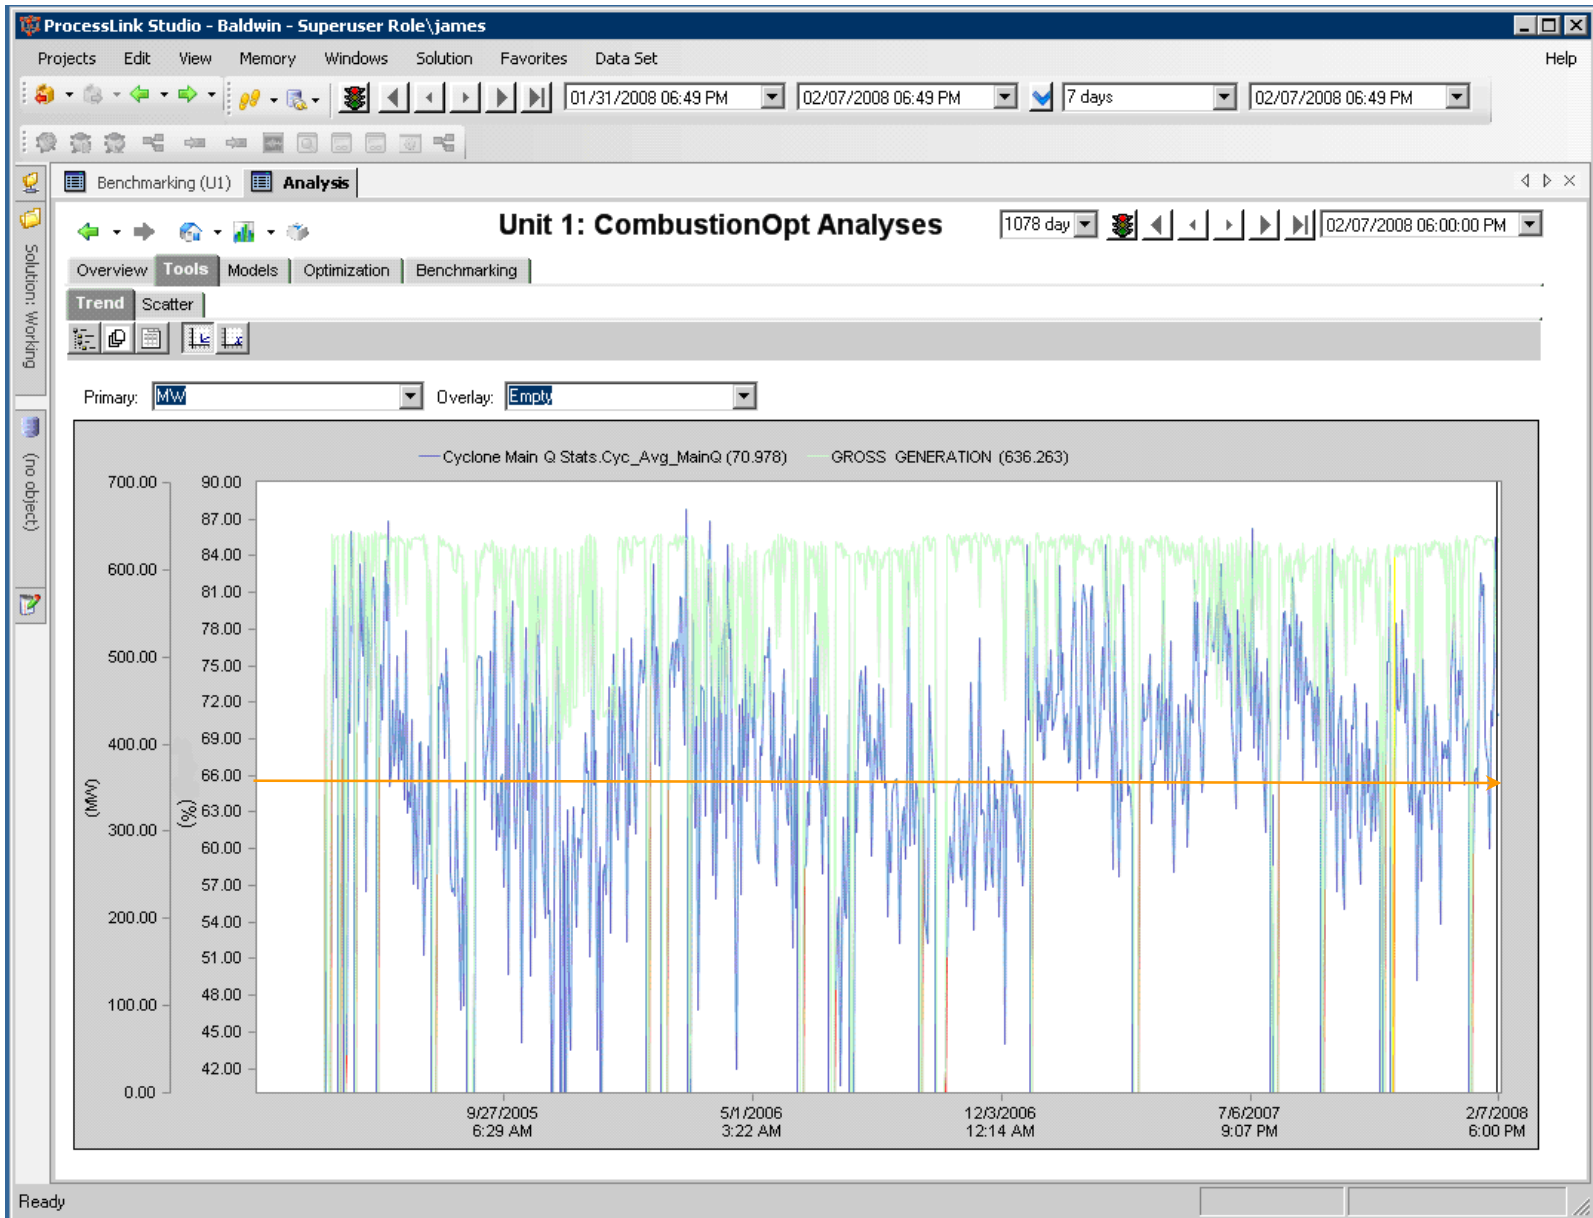 ProcessLink Studio - Baldwin - Superuser Role\james
Projects Edit View Memory Windows Solution Favorites Data Set Help
01/31/2008 06:49 PM 02/07/2008 06:49 PM 7 days 02/07/2008 06:49 PM
Benchmarking (U1) Analysis
Unit 1: CombustionOpt Analyses 1078 day 02/07/2008 06:00:00 PM
Overview Tools Models Optimization Benchmarking
Trend Scatter
Solution: Working
(no object)
Primary: MW Overlay: Empty
Cyclone Main Q Stats.Cyc_Avg_MainQ (70.978) GROSS GENERATION (636.263)
700.00
600.00
500.00
400.00
300.00
200.00
100.00
0.00
(MW)
90.00
87.00
84.00
81.00
78.00
75.00
72.00
69.00
66.00
63.00
60.00
57.00
54.00
51.00
48.00
45.00
42.00
(%)
9/27/2005 5/1/2006 12/3/2006 7/6/2007 2/7/2008
6:29 AM 3:22 AM 12:14 AM 9:07 PM 6:00 PM
Ready